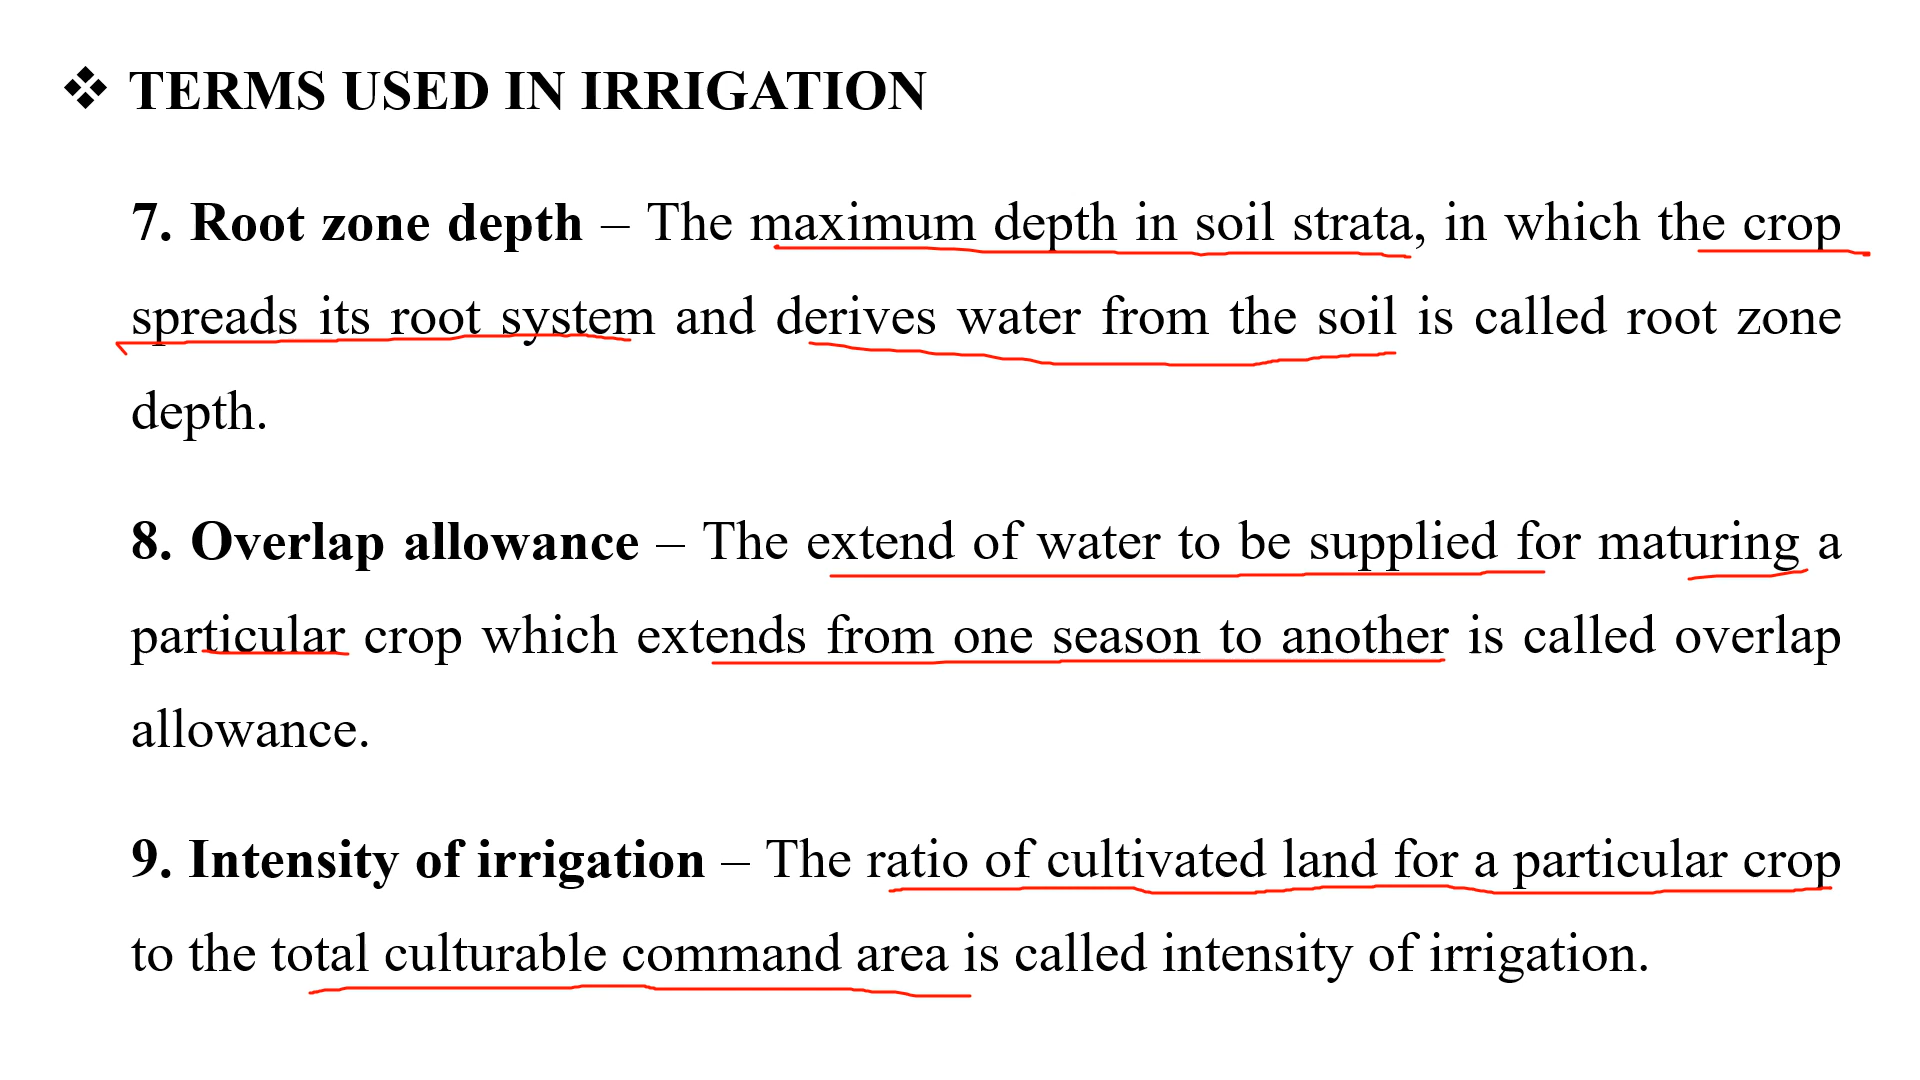 ❖ TERMS USED IN IRRIGATION
7. Root zone depth – The maximum depth in soil strata, in which the crop
spreads its root system and derives water from the soil is called root zone
depth.
8. Overlap allowance – The extend of water to be supplied for maturing a
particular crop which extends from one season to another is called overlap
allowance.
9. Intensity of irrigation – The ratio of cultivated land for a particular crop
to the total culturable command area is called intensity of irrigation.